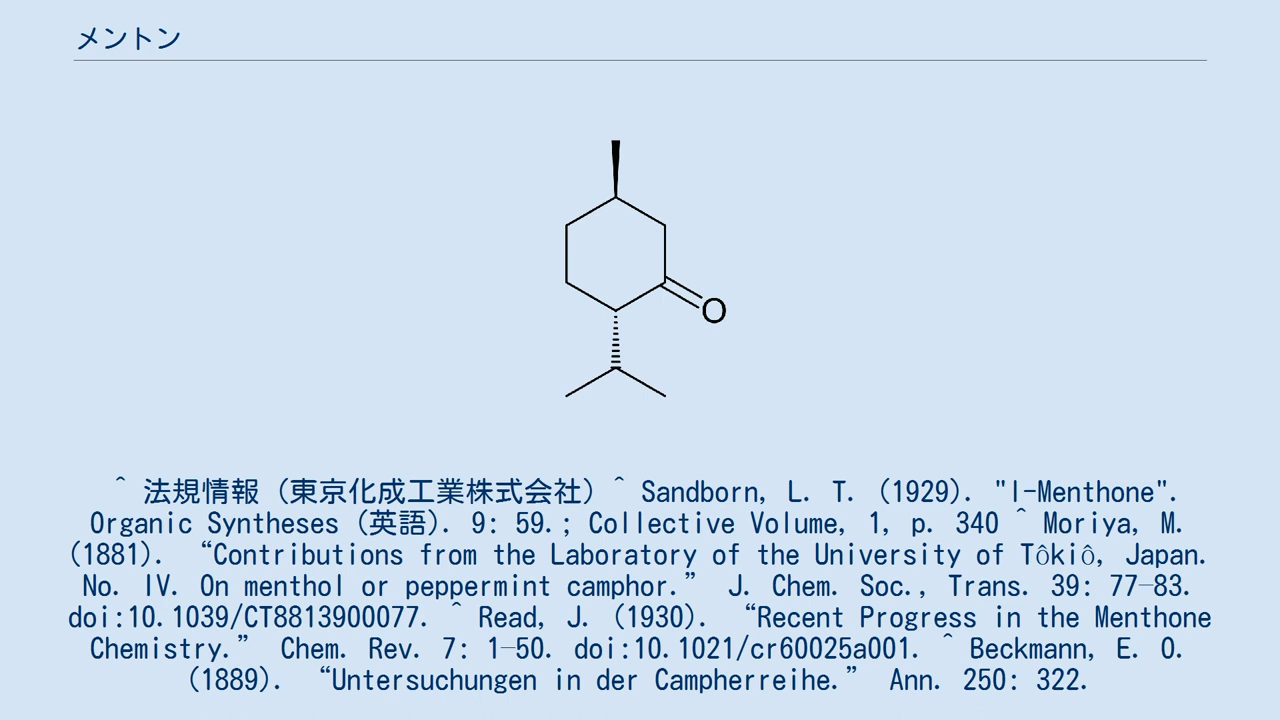 メントン
O
^ 法規情報 (東京化成工業株式会社) ^ Sandborn, L. T. (1929). "l-Menthone".
Organic Syntheses (英語). 9: 59.; Collective Volume, 1, p. 340 ^ Moriya, M.
(1881). “Contributions from the Laboratory of the University of Tôkiô, Japan.
No. IV. On menthol or peppermint camphor.” J. Chem. Soc., Trans. 39: 77–83.
doi:10.1039/CT8813900077. ^ Read, J. (1930). “Recent Progress in the Menthone
Chemistry.” Chem. Rev. 7: 1–50. doi:10.1021/cr60025a001. ^ Beckmann, E. O.
(1889). “Untersuchungen in der Campherreihe.” Ann. 250: 322.